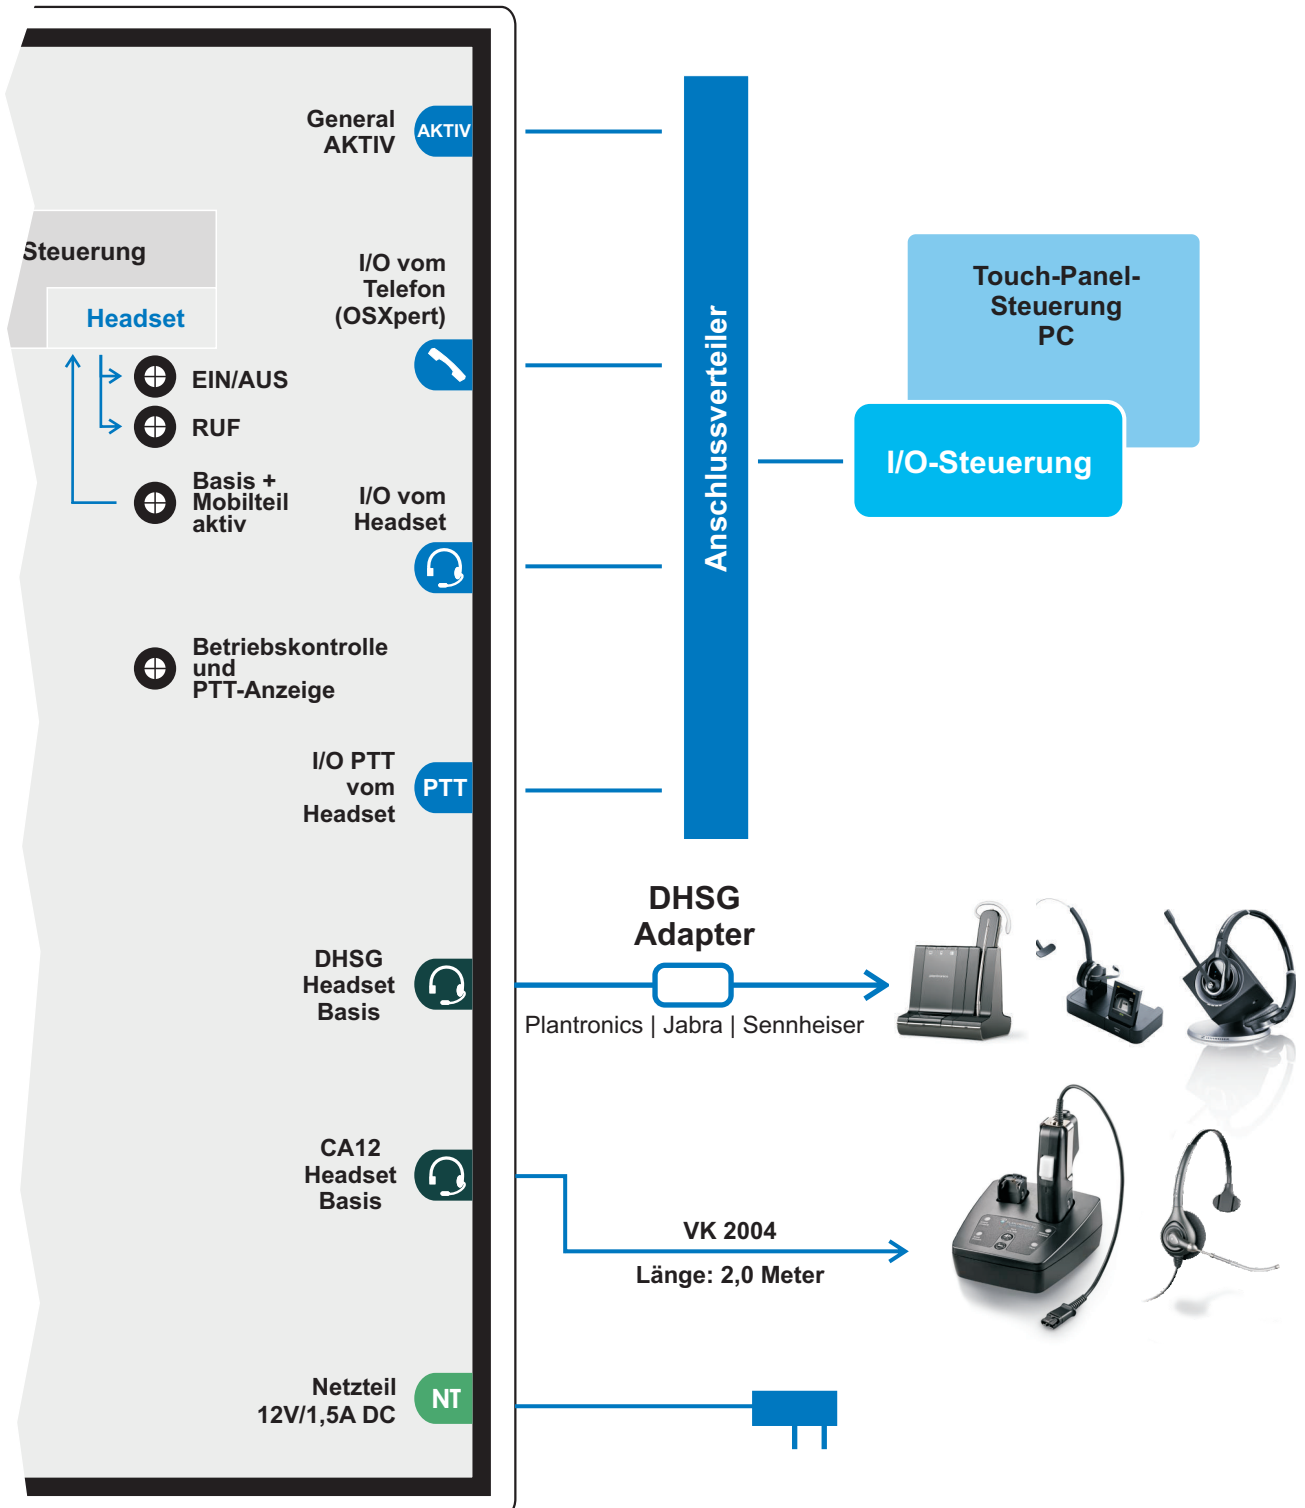 General
AKTIV
AKTIV
Steuerung
Headset
EIN/AUS
RUF
Basis +
Mobilteil
aktiv
I/O vom
Telefon
(OSXpert)
I/O vom
Headset
Betriebskontrolle
und
PTT-Anzeige
I/O PTT
vom
Headset
PTT
Anschlussverteiler
Touch-Panel-
Steuerung
PC
I/O-Steuerung
DHSG
Headset
Basis
DHSG
Adapter
Plantronics | Jabra | Sennheiser
CA12
Headset
Basis
VK 2004
Länge: 2,0 Meter
Netzteil
12V/1,5A DC
NT